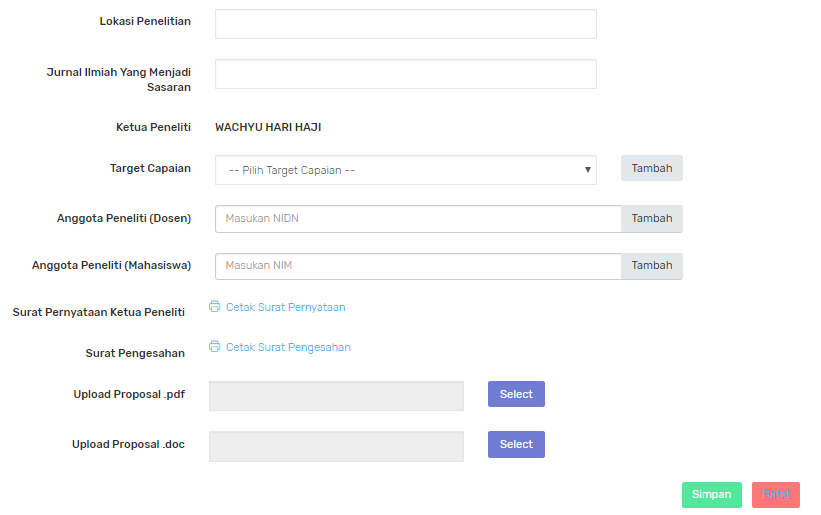 Lokasi Penelitian
Jurnal Ilmiah Yang Menjadi
Sasaran
Ketua Peneliti WACHYU HARI HAJI
Target Capaian -- Pilih Target Capaian -- Tambah
Anggota Peneliti (Dosen) Masukan NIDN Tambah
Anggota Peneliti (Mahasiswa) Masukan NIM Tambah
Surat Pernyataan Ketua Peneliti Cetak Surat Pernyataan
Surat Pengesahan Cetak Surat Pengesahan
Upload Proposal .pdf Select
Upload Proposal .doc Select
Simpan Batal